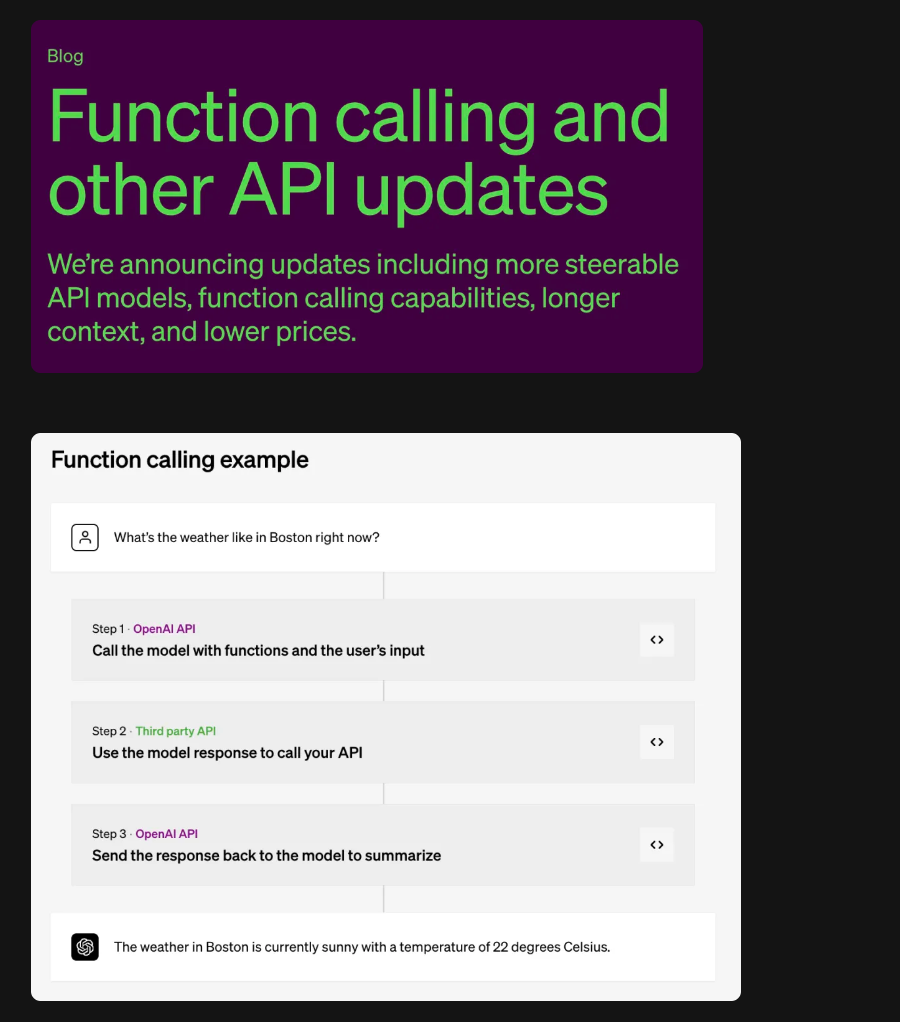 Blog
Function calling and
other API updates
We’re announcing updates including more steerable
API models, function calling capabilities, longer
context, and lower prices.
Function calling example
What’s the weather like in Boston right now?
Step 1 · OpenAI API
Call the model with functions and the user’s input
Step 2 · Third party API
Use the model response to call your API
Step 3 · OpenAI API
Send the response back to the model to summarize
The weather in Boston is currently sunny with a temperature of 22 degrees Celsius.